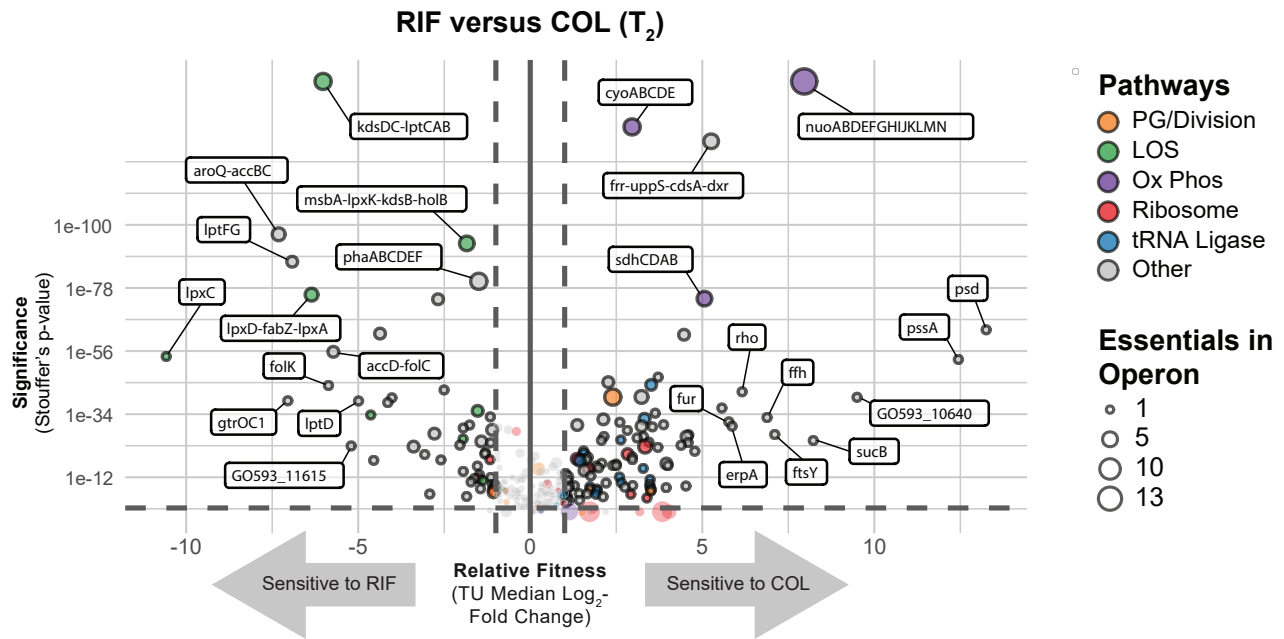 RIF versus COL (T2)
kdsDC-lptCAB
cyoABCDE
nuoABDEFGHIJKLMN
aroQ-accBC
frr-uppS-cdsA-dxr
msbA-lpxK-kdsB-holB
lptFG
phaABCDEF
sdhCDAB
lpxC
psd
lpxD-fabZ-lpxA
pssA
rho
folK
accD-folC
ffh
fur
gtrOC1
lptD
GO593_10640
sucB
GO593_11615
erpA
ftsY
1e-100
1e-78
1e-56
1e-34
1e-12
Significance
(Stouffer's p-value)
-10
-5
0
5
10
Sensitive to RIF
Relative Fitness
(TU Median Log2-
Fold Change)
Sensitive to COL
Pathways
PG/Division
LOS
Ox Phos
Ribosome
tRNA Ligase
Other
Essentials in
Operon
1
5
10
13